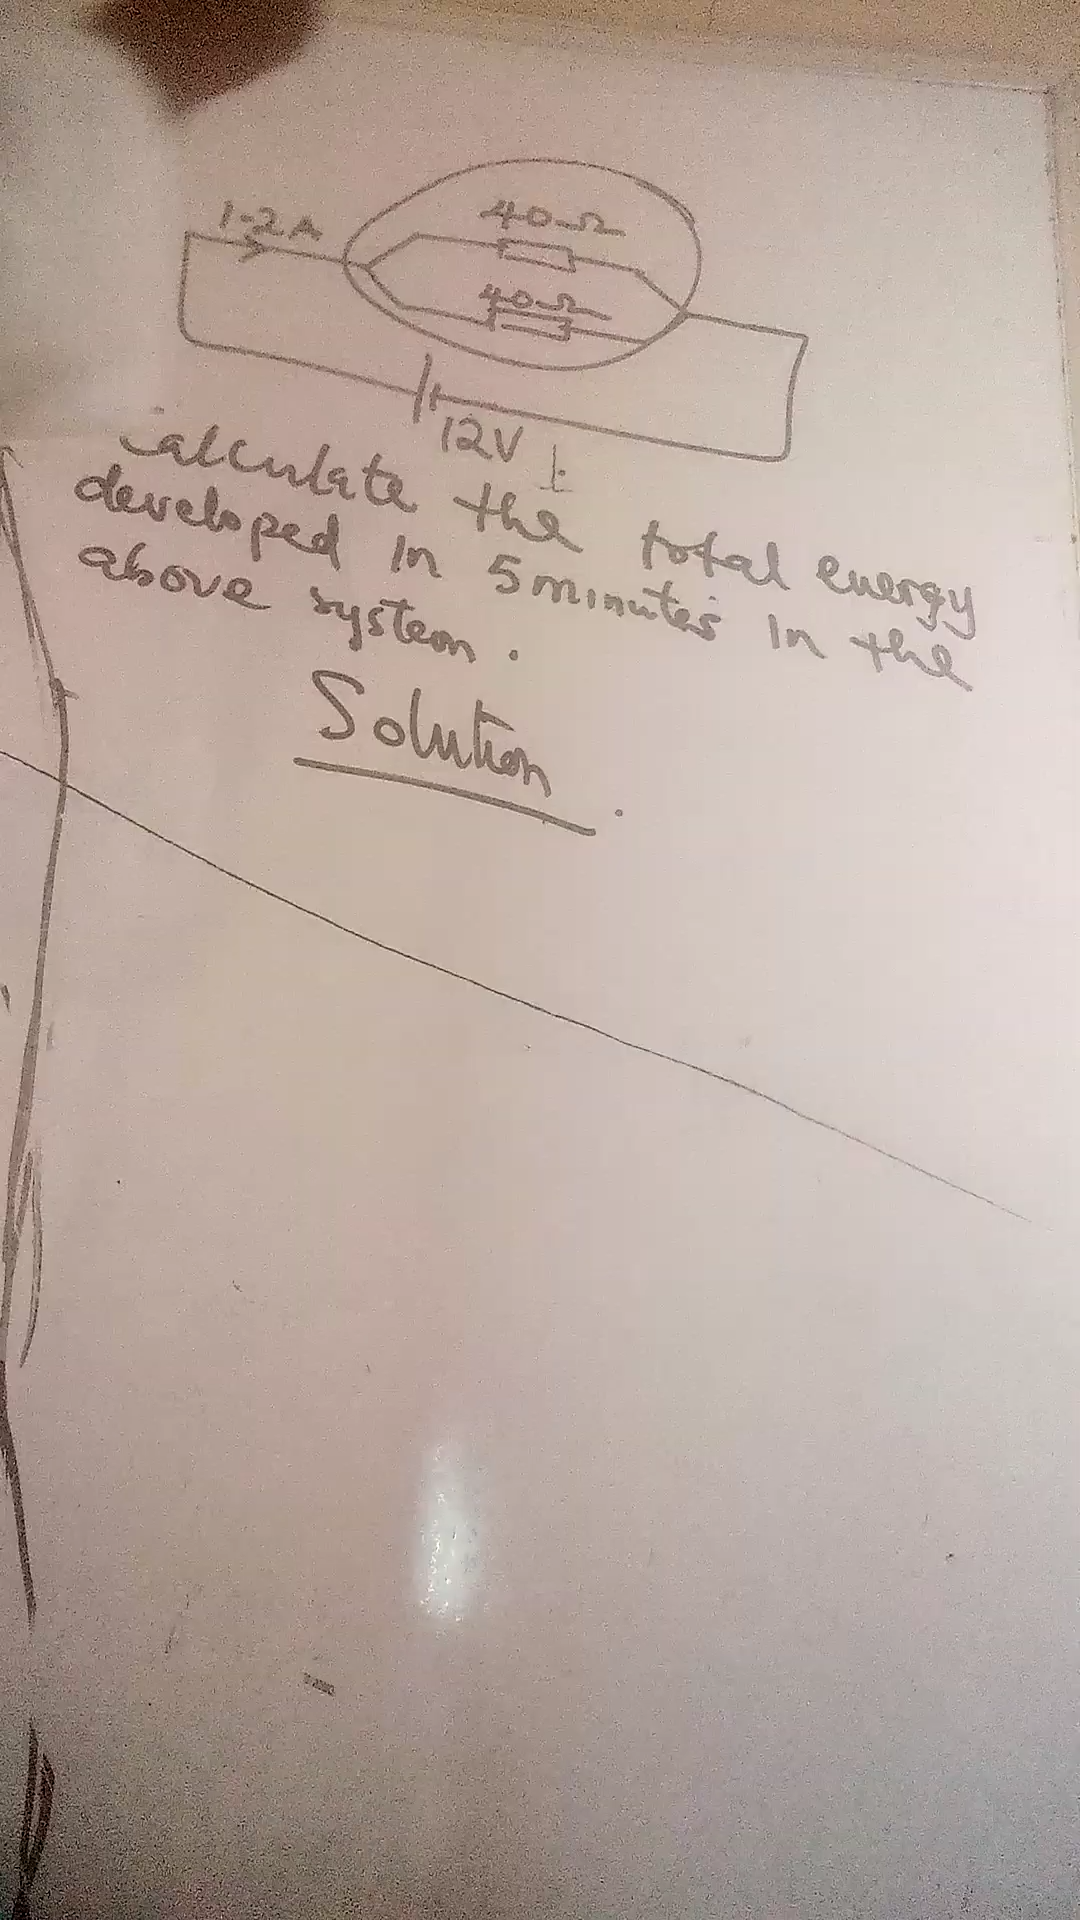 1.2A
40Ω
40Ω
12V
Calculate the total energy
developed in 5 minutes in the
above system.
Solution.